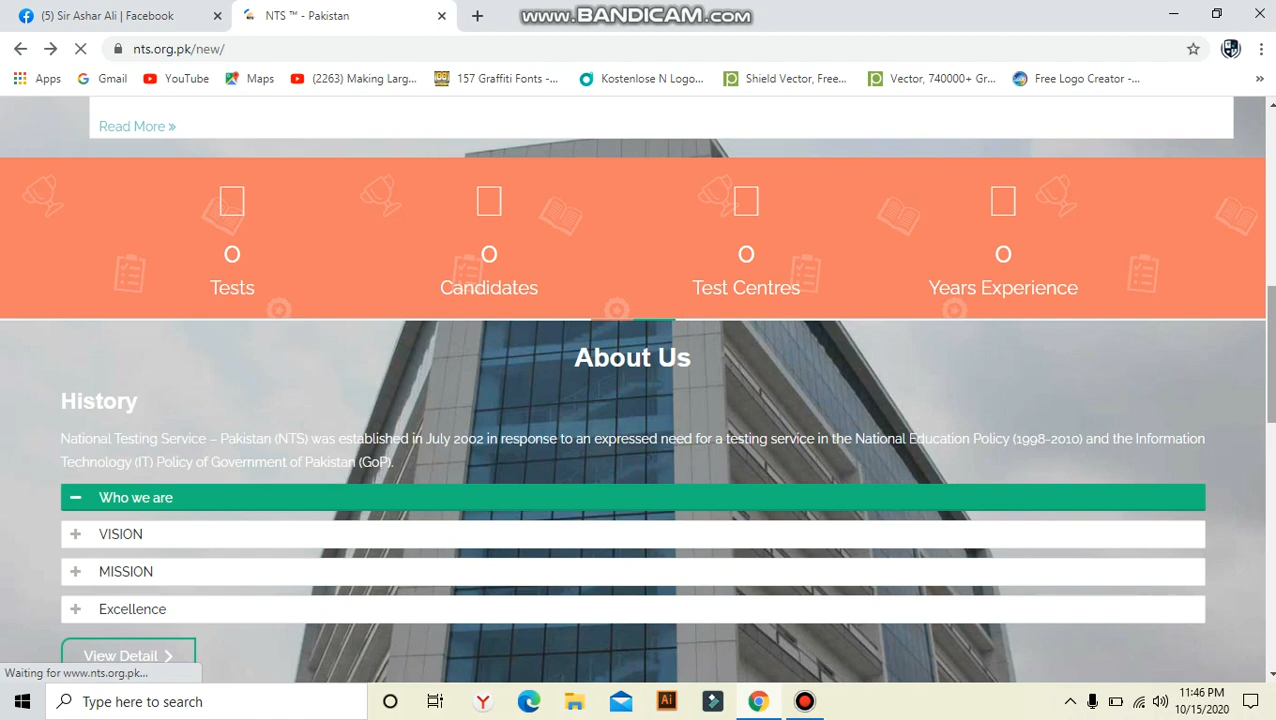 (5) Sir Ashar Ali | Facebook
NTS ™ - Pakistan
WWW.BANDICAM.COM
nts.org.pk/new/
Apps
Gmail
YouTube
Maps
(2263) Making Larg...
157 Graffiti Fonts -...
Kostenlose N Logo...
Shield Vector, Free...
Vector, 740000+ Gr...
Free Logo Creator -...
»
Read More »
0
0
0
0
Tests
Candidates
Test Centres
Years Experience
About Us
History
National Testing Service – Pakistan (NTS) was established in July 2002 in response to an expressed need for a testing service in the National Education Policy (1998-2010) and the Information
Technology (IT) Policy of Government of Pakistan (GoP).
Who we are
VISION
MISSION
Excellence
View Detail
Waiting for www.nts.org.pk...
Type here to search
Ai
11:46 PM
10/15/2020